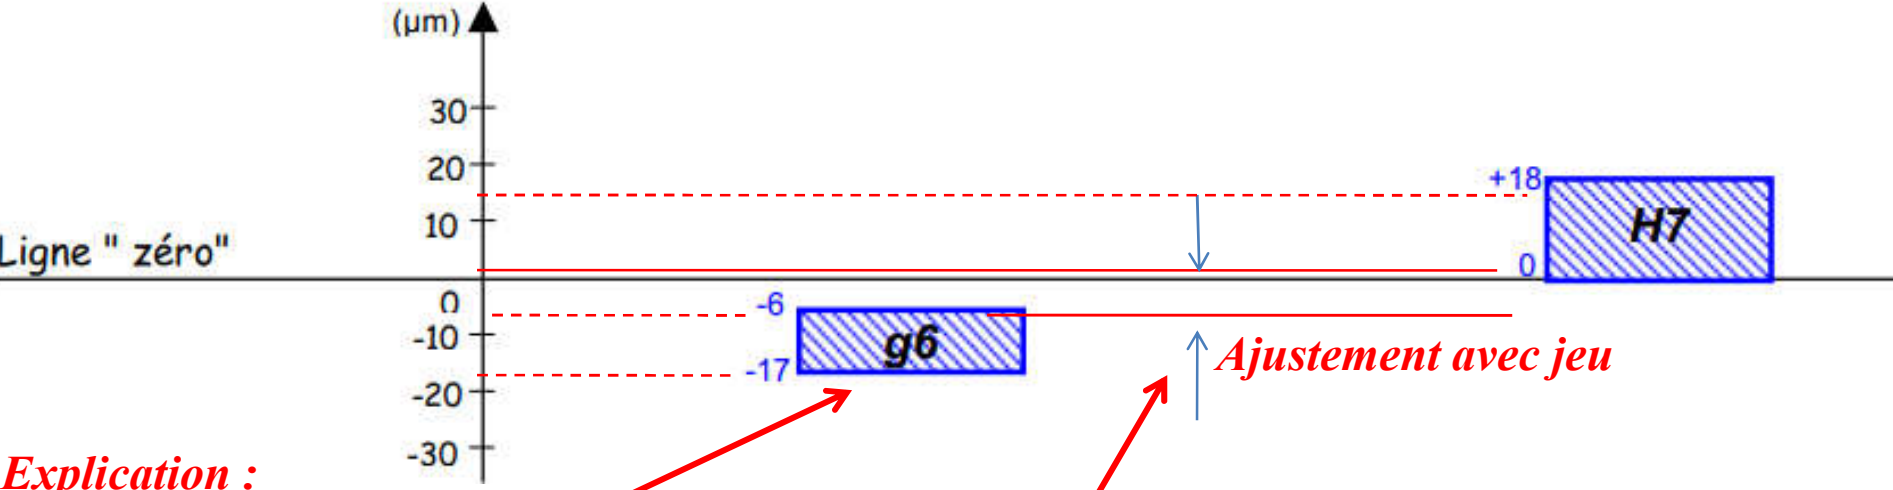 (µm)
30
20
+18
10
H7
Ligne " zéro"
0
0
-6
-10
g6
Ajustement avec jeu
-17
-20
-30
Explication :